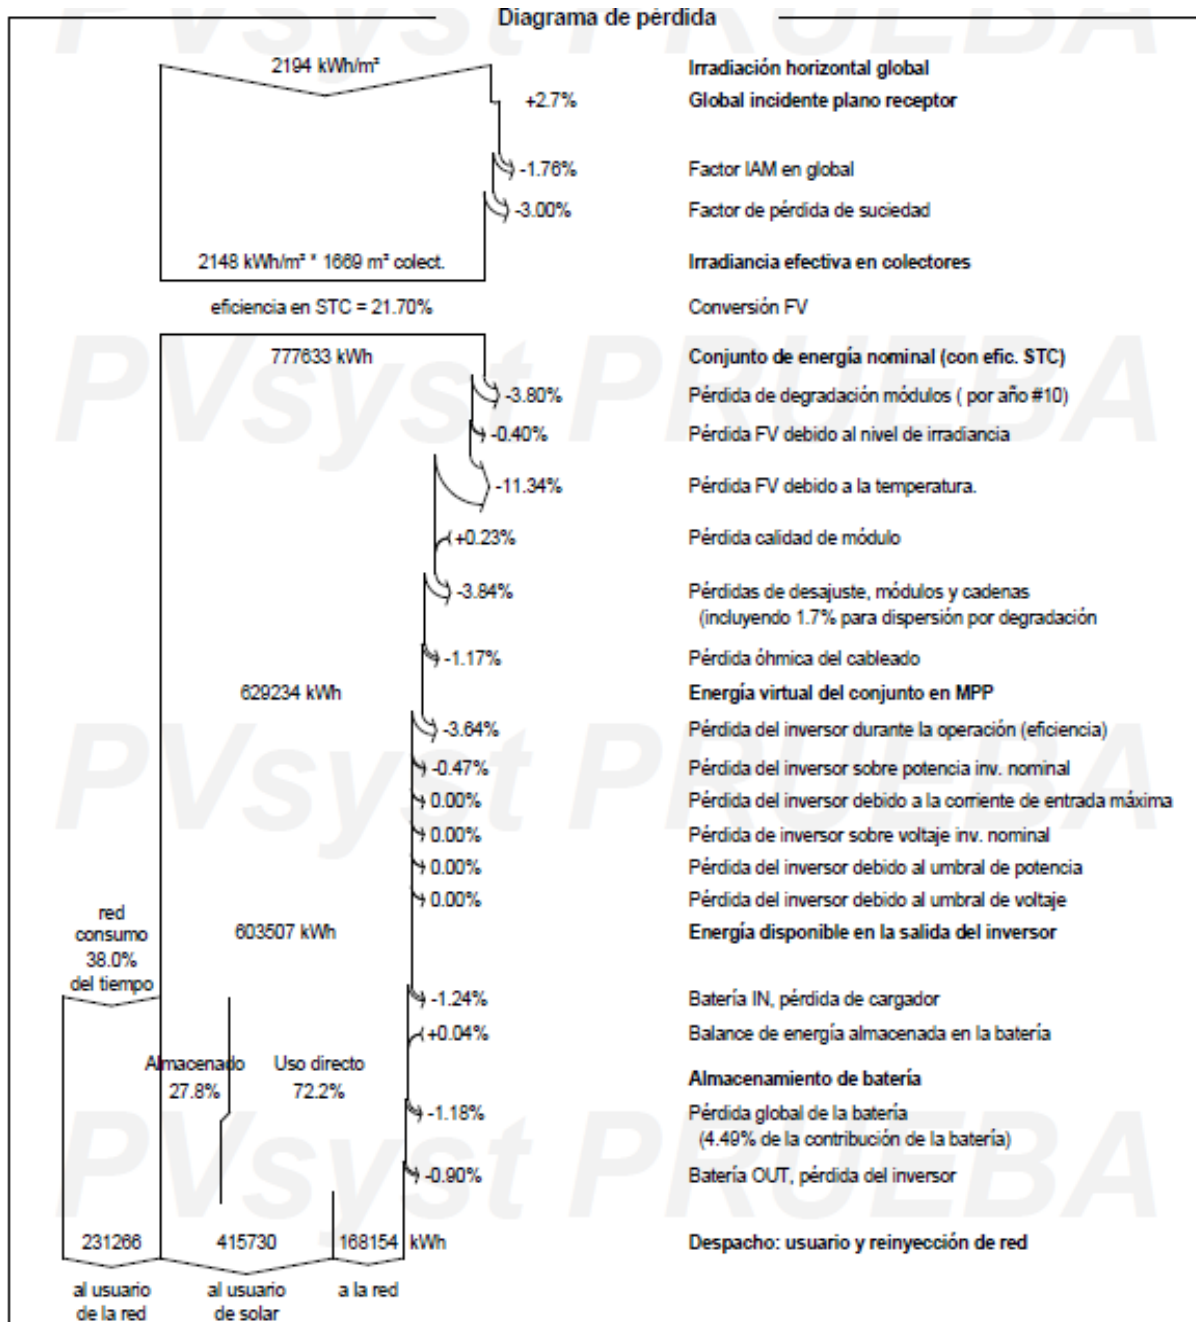 Diagrama de pérdida
PVsyst PRUEBA
2194 kWh/m²
Irradiación horizontal global
+2.7%
Global incidente plano receptor
-1.76%
Factor IAM en global
-3.00%
Factor de pérdida de suciedad
2148 kWh/m² * 1669 m² colect.
Irradiancia efectiva en colectores
eficiencia en STC = 21.70%
Conversión FV
PVsyst PRUEBA
777633 kWh
Conjunto de energía nominal (con efic. STC)
-3.80%
Pérdida de degradación módulos ( por año #10)
-0.40%
Pérdida FV debido al nivel de irradiancia
-11.34%
Pérdida FV debido a la temperatura.
+0.23%
Pérdida calidad de módulo
-3.84%
Pérdidas de desajuste, módulos y cadenas
(incluyendo 1.7% para dispersión por degradación
-1.17%
Pérdida óhmica del cableado
629234 kWh
Energía virtual del conjunto en MPP
PVsyst PRUEBA
-3.64%
Pérdida del inversor durante la operación (eficiencia)
-0.47%
Pérdida del inversor sobre potencia inv. nominal
0.00%
Pérdida del inversor debido a la corriente de entrada máxima
0.00%
Pérdida de inversor sobre voltaje inv. nominal
0.00%
Pérdida del inversor debido al umbral de potencia
0.00%
Pérdida del inversor debido al umbral de voltaje
red
consumo
38.0%
del tiempo
603507 kWh
Energía disponible en la salida del inversor
-1.24%
Batería IN, pérdida de cargador
+0.04%
Balance de energía almacenada en la batería
Almacenado
27.8%
Uso directo
72.2%
Almacenamiento de batería
PVsyst PRUEBA
-1.18%
Pérdida global de la batería
(4.49% de la contribución de la batería)
-0.90%
Batería OUT, pérdida del inversor
231266
415730
168154 kWh
Despacho: usuario y reinyección de red
al usuario
de la red
al usuario
de solar
a la red